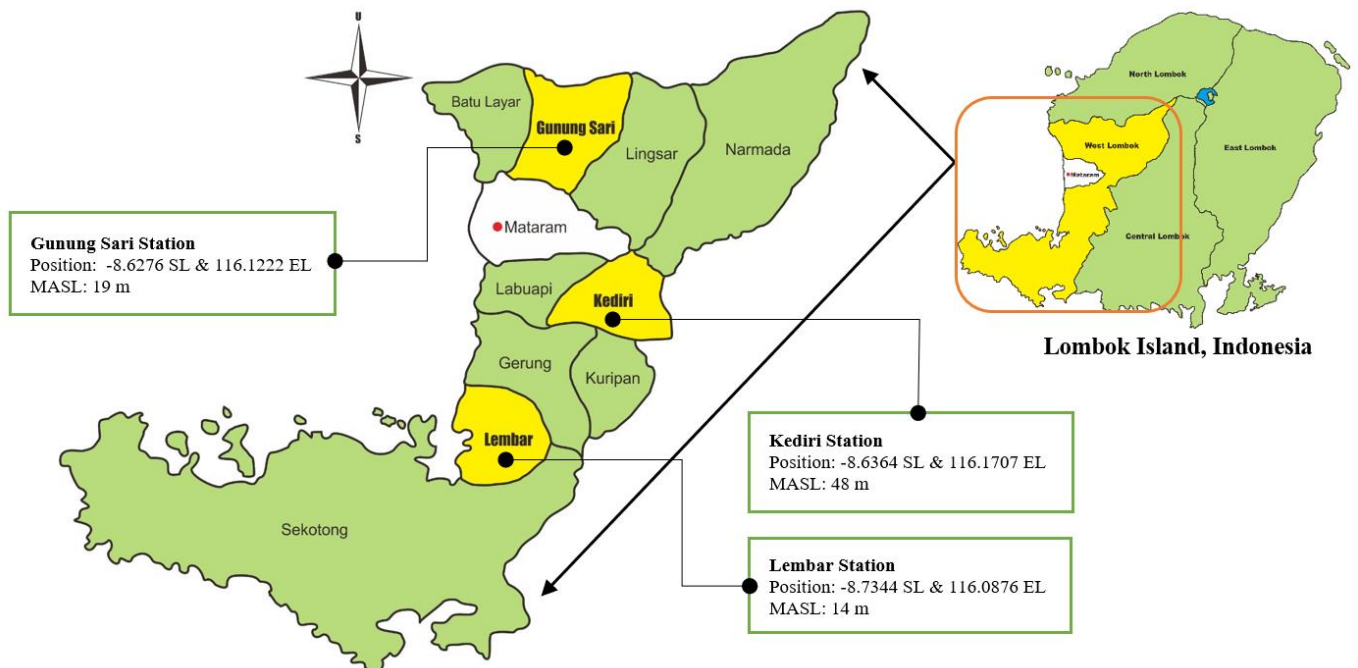 U
S
Batu Layar
Gunung Sari
Lingsar
Narmada
Mataram
Labuapi
Kediri
Gerung
Kuripan
Lembar
Sekotong
Gunung Sari Station
Position: -8.6276 SL & 116.1222 EL
MASL: 19 m
Kediri Station
Position: -8.6364 SL & 116.1707 EL
MASL: 48 m
Lembar Station
Position: -8.7344 SL & 116.0876 EL
MASL: 14 m
North Lombok
West Lombok
East Lombok
Mataram
Central Lombok
Lombok Island, Indonesia